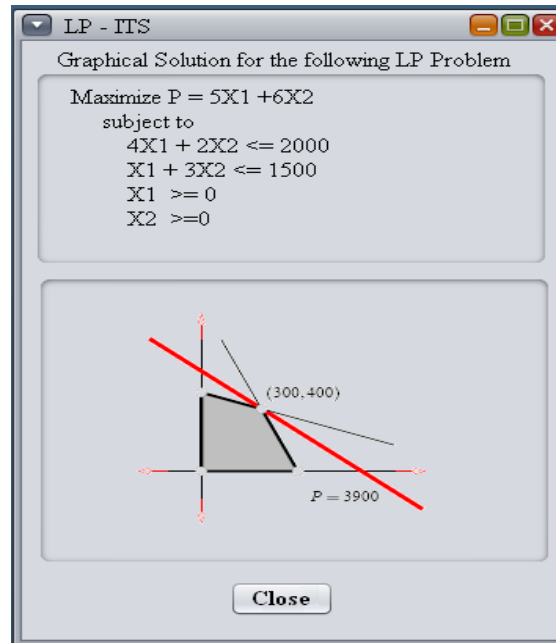 LP - ITS
Graphical Solution for the following LP Problem
Maximize P = 5X1 +6X2
subject to
4X1 + 2X2 <= 2000
X1 + 3X2 <= 1500
X1 >= 0
X2 >=0
(300, 400)
P = 3900
Close